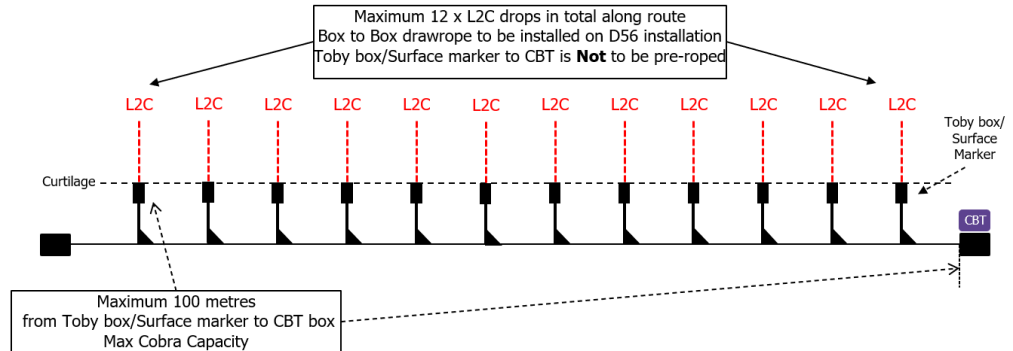 Maximum 12 x L2C drops in total along route
Box to Box drawrope to be installed on D56 installation
Toby box/Surface marker to CBT is Not to be pre-roped
L2C L2C L2C L2C L2C L2C L2C L2C L2C L2C L2C L2C
Toby box/
Surface
Marker
Curtilage
CBT
Maximum 100 metres
from Toby box/Surface marker to CBT box
Max Cobra Capacity